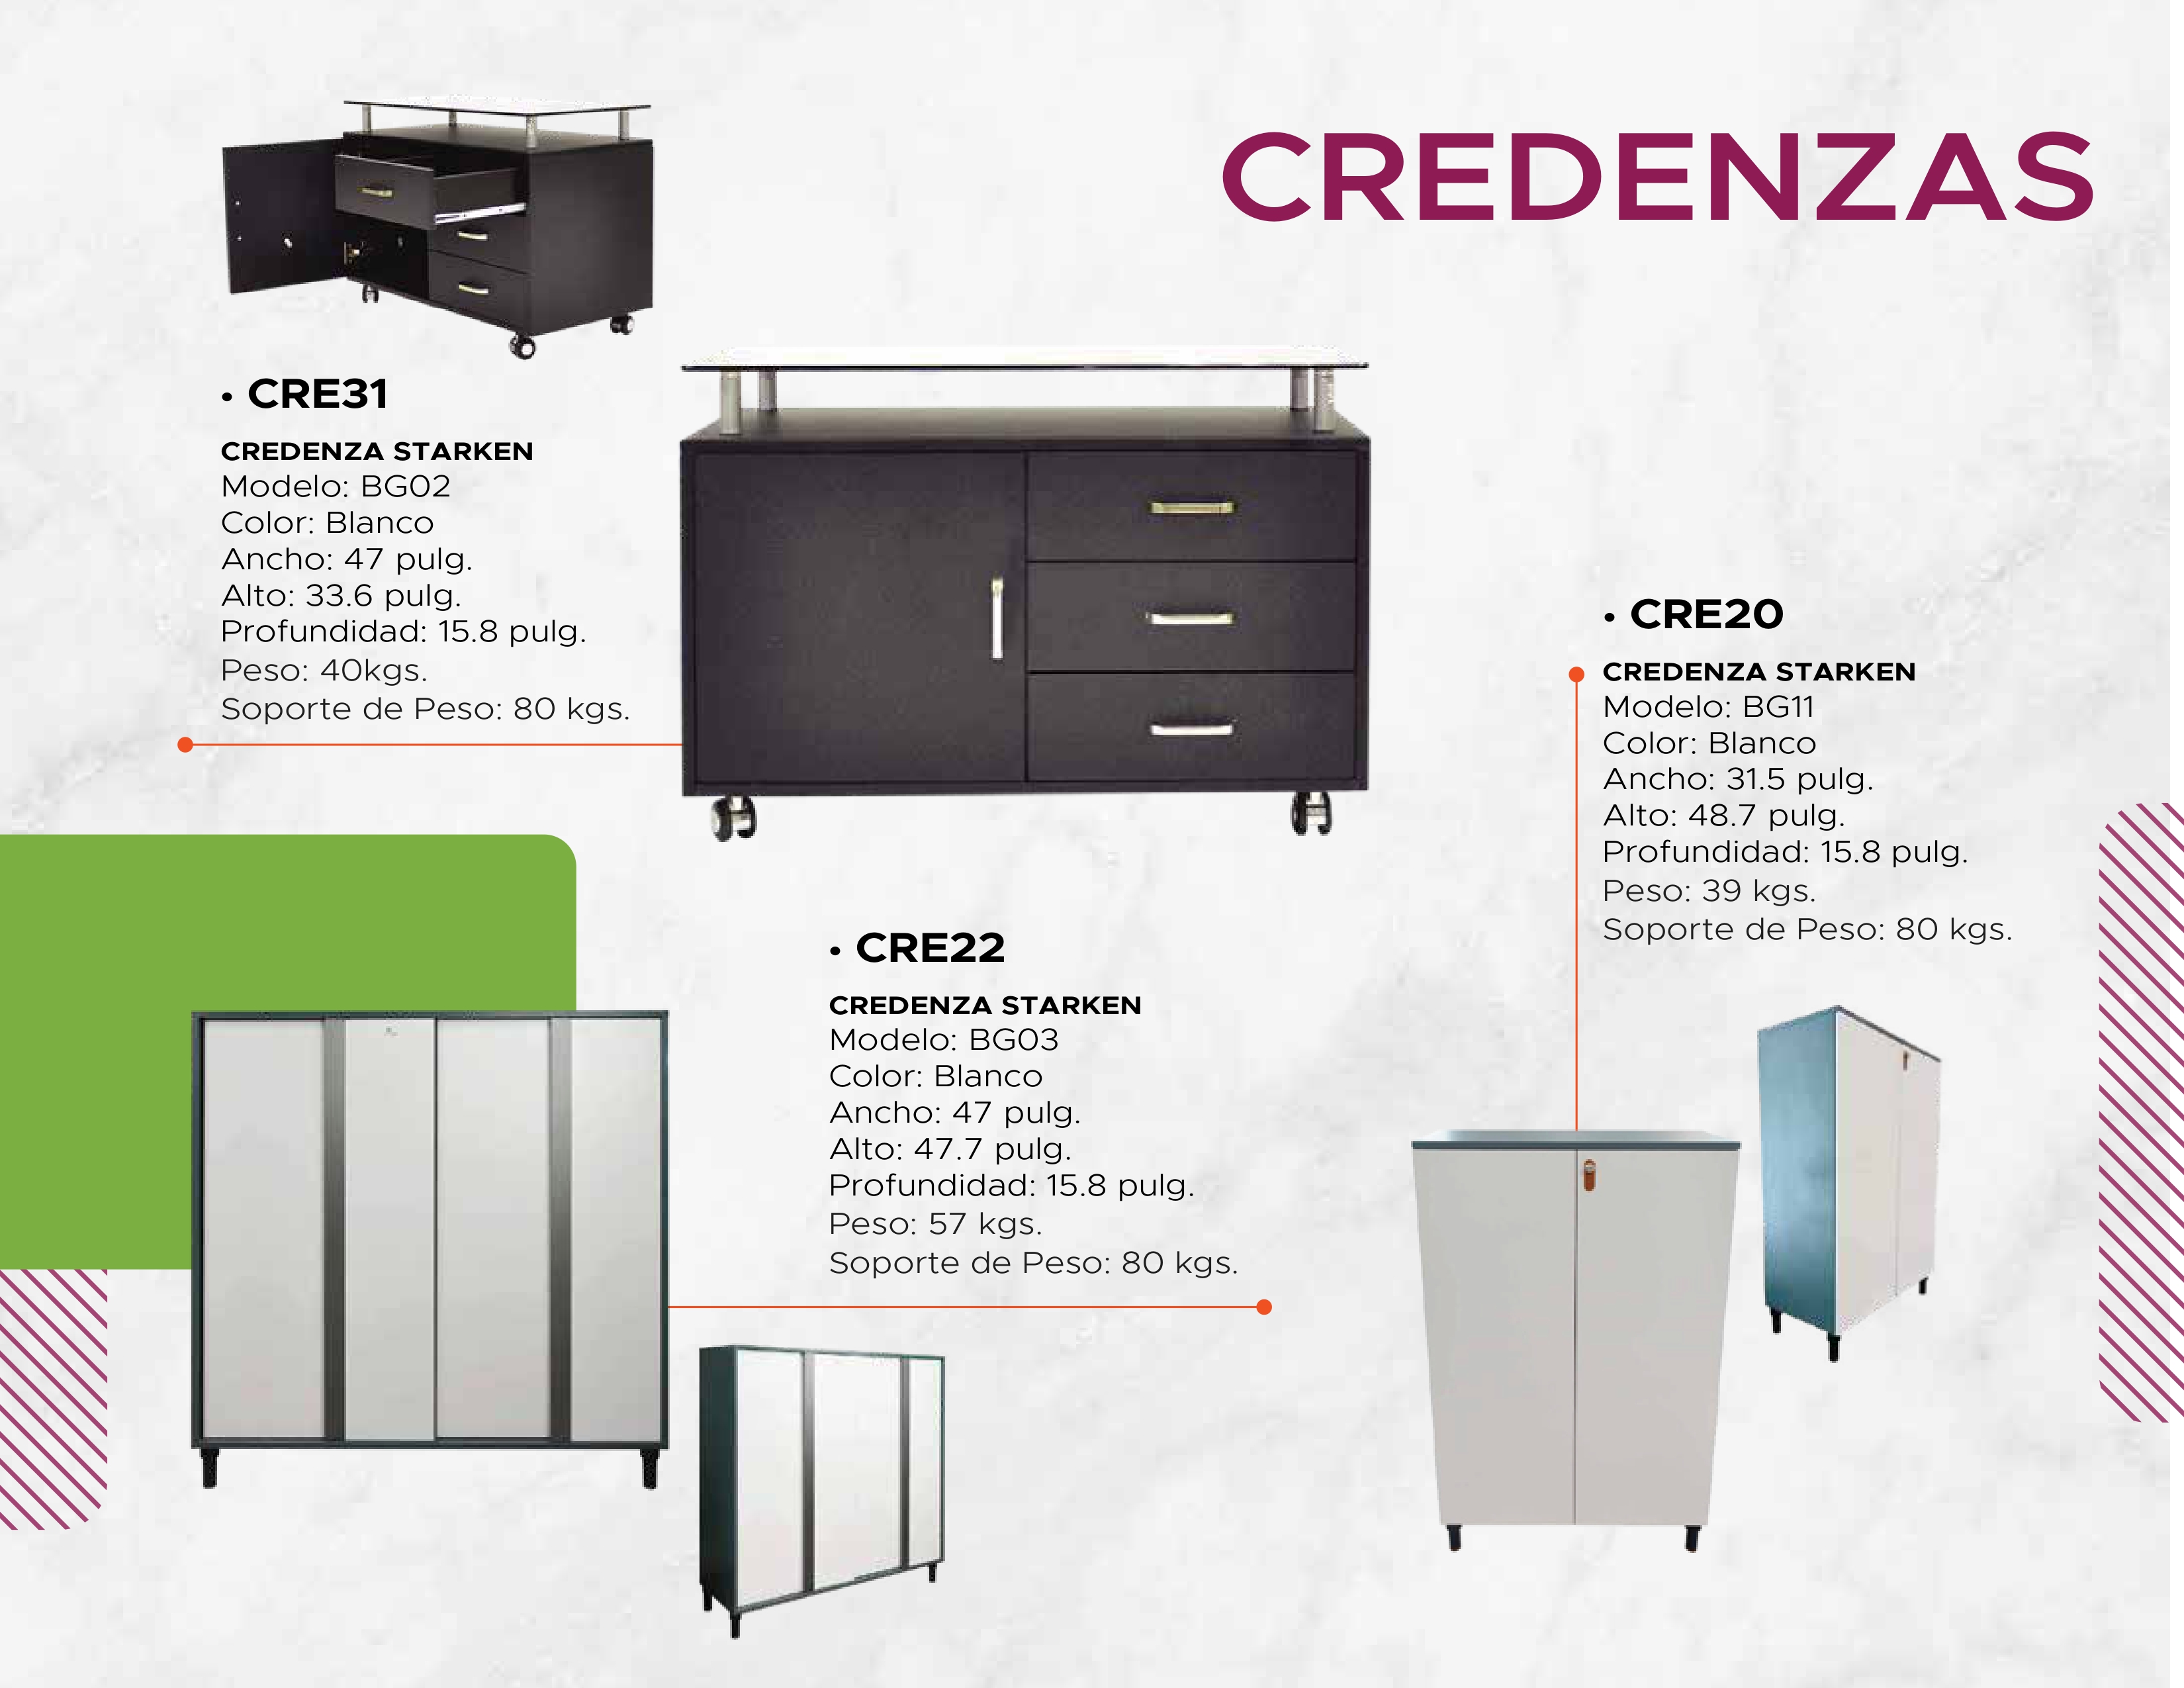 CREDENZAS
• CRE31
CREDENZA STARKEN
Modelo: BG02
Color: Blanco
Ancho: 47 pulg.
Alto: 33.6 pulg.
Profundidad: 15.8 pulg.
Peso: 40kgs.
Soporte de Peso: 80 kgs.
• CRE20
CREDENZA STARKEN
Modelo: BG11
Color: Blanco
Ancho: 31.5 pulg.
Alto: 48.7 pulg.
Profundidad: 15.8 pulg.
Peso: 39 kgs.
Soporte de Peso: 80 kgs.
• CRE22
CREDENZA STARKEN
Modelo: BG03
Color: Blanco
Ancho: 47 pulg.
Alto: 47.7 pulg.
Profundidad: 15.8 pulg.
Peso: 57 kgs.
Soporte de Peso: 80 kgs.